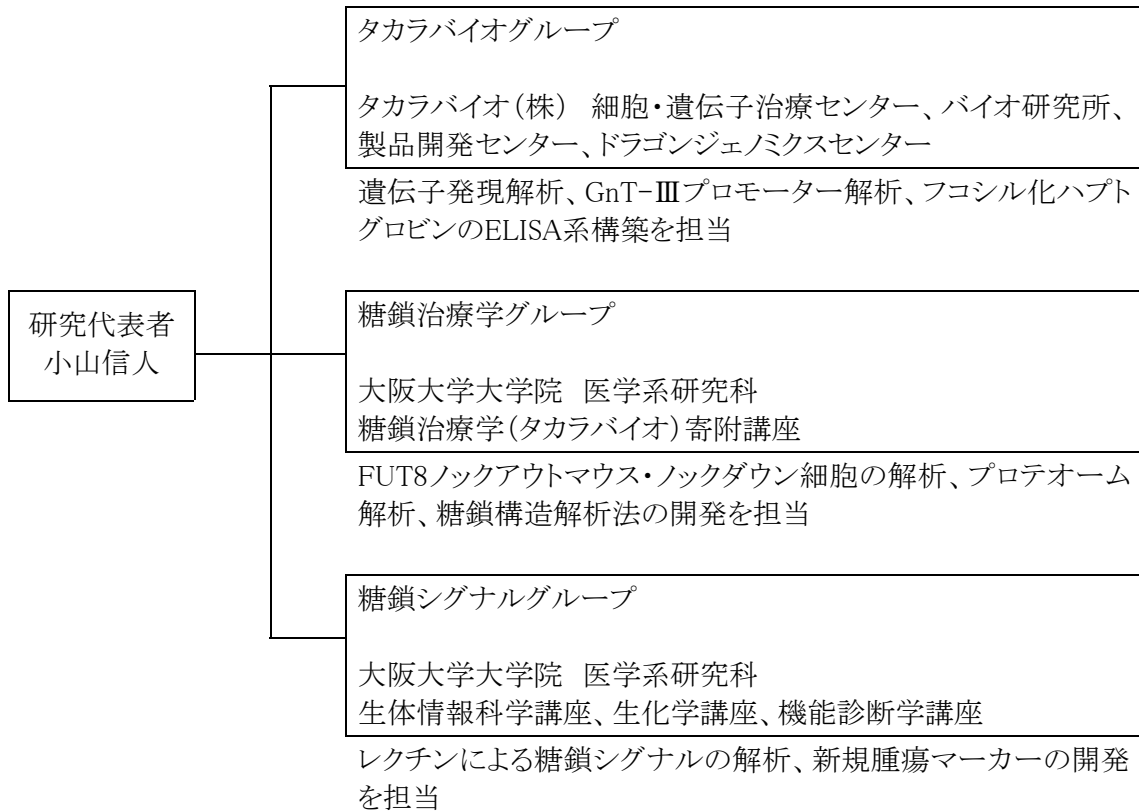 タカラバイオグループ
タカラバイオ(株)　細胞・遺伝子治療センター、バイオ研究所、
製品開発センター、ドラゴンジェノミクスセンター
遺伝子発現解析、GnT-Ⅲプロモーター解析、フコシル化ハプト
グロビンのELISA系構築を担当
研究代表者
小山信人
糖鎖治療学グループ
大阪大学大学院　医学系研究科
糖鎖治療学(タカラバイオ)寄附講座
FUT8ノックアウトマウス・ノックダウン細胞の解析、プロテオーム
解析、糖鎖構造解析法の開発を担当
糖鎖シグナルグループ
大阪大学大学院　医学系研究科
生体情報科学講座、生化学講座、機能診断学講座
レクチンによる糖鎖シグナルの解析、新規腫瘍マーカーの開発
を担当